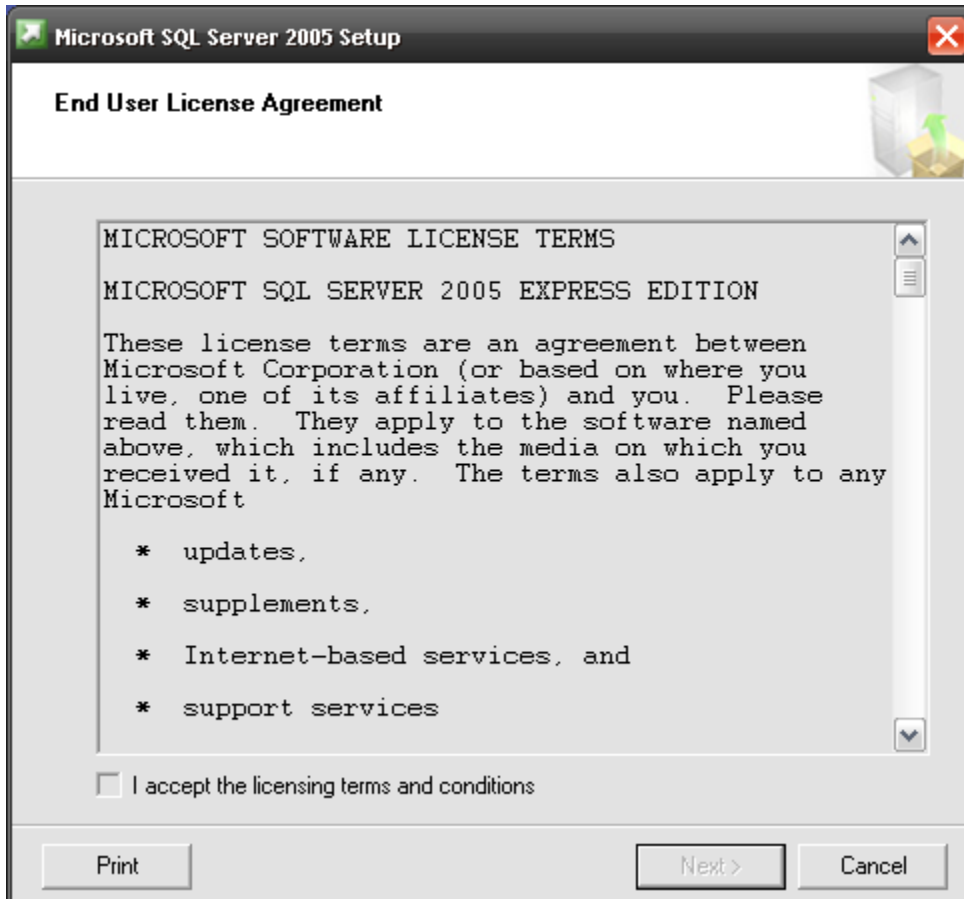 Microsoft SQL Server 2005 Setup
End User License Agreement
MICROSOFT SOFTWARE LICENSE TERMS
MICROSOFT SQL SERVER 2005 EXPRESS EDITION
These license terms are an agreement between
Microsoft Corporation (or based on where you
live, one of its affiliates) and you.  Please
read them.  They apply to the software named
above, which includes the media on which you
received it, if any.  The terms also apply to any
Microsoft
*  updates,
*  supplements,
*  Internet-based services, and
*  support services
I accept the licensing terms and conditions
Print
Next >
Cancel